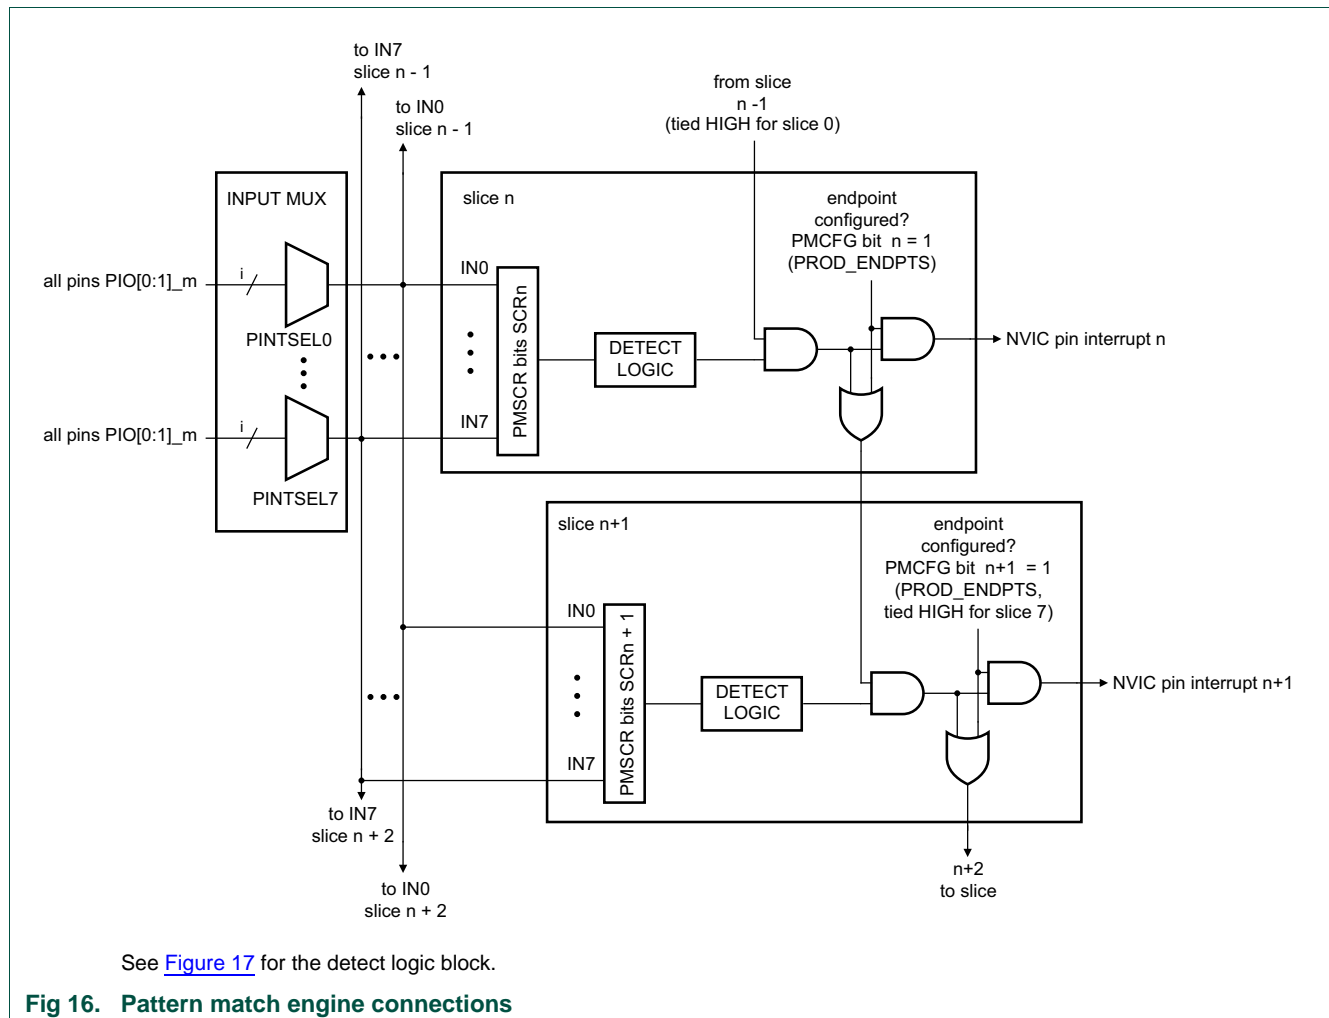 to IN7
slice n - 1
to IN0
slice n - 1
from slice
n -1
(tied HIGH for slice 0)
INPUT MUX
all pins PIO[0:1]_m
i
PINTSEL0
all pins PIO[0:1]_m
i
PINTSEL7
slice n
IN0
IN7
PMSCR bits SCRn
DETECT
LOGIC
endpoint
configured?
PMCFG bit n = 1
(PROD_ENDPTS)
NVIC pin interrupt n
slice n+1
IN0
IN7
PMSCR bits SCRn + 1
DETECT
LOGIC
endpoint
configured?
PMCFG bit n+1 = 1
(PROD_ENDPTS,
tied HIGH for slice 7)
NVIC pin interrupt n+1
to IN7
slice n + 2
to IN0
slice n + 2
n+2
to slice
See Figure 17 for the detect logic block.
Fig 16. Pattern match engine connections